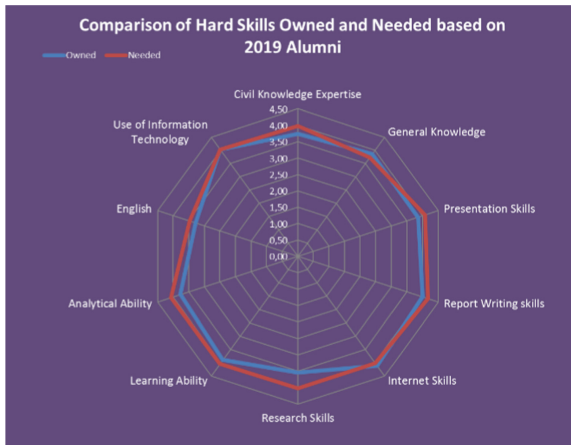 Comparison of Hard Skills Owned and Needed based on
2019 Alumni
Owned Needed
Civil Knowledge Expertise
General Knowledge
Presentation Skills
Report Writing skills
Internet Skills
Research Skills
Learning Ability
Analytical Ability
English
Use of Information
Technology
4,50
4,00
3,50
3,00
2,50
2,00
1,50
1,00
0,50
0,00